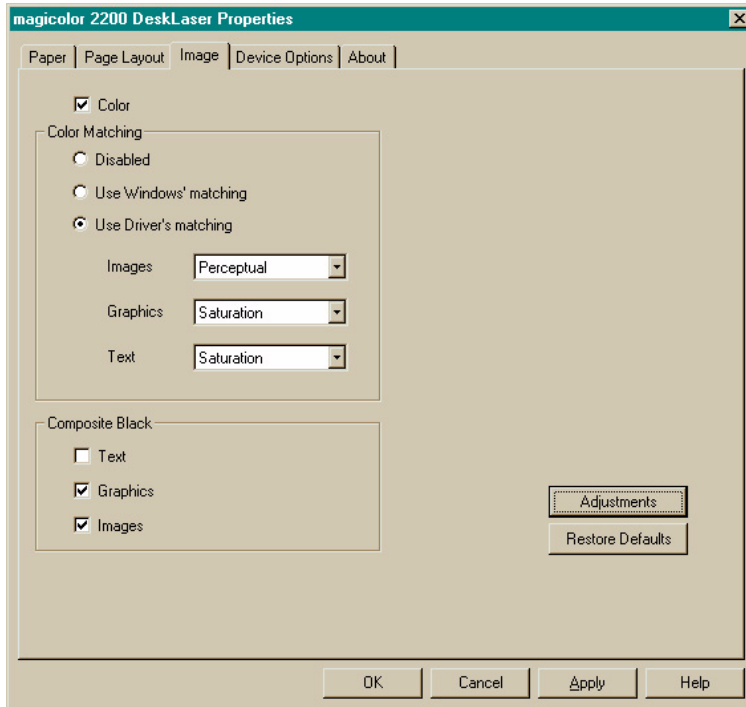 magicolor 2200 DeskLaser Properties
Paper Page Layout Image Device Options About
Color
Color Matching
Disabled
Use Windows' matching
Use Driver's matching
Images Perceptual
Graphics Saturation
Text Saturation
Composite Black
Text
Graphics
Images
Adjustments
Restore Defaults
OK Cancel Apply Help